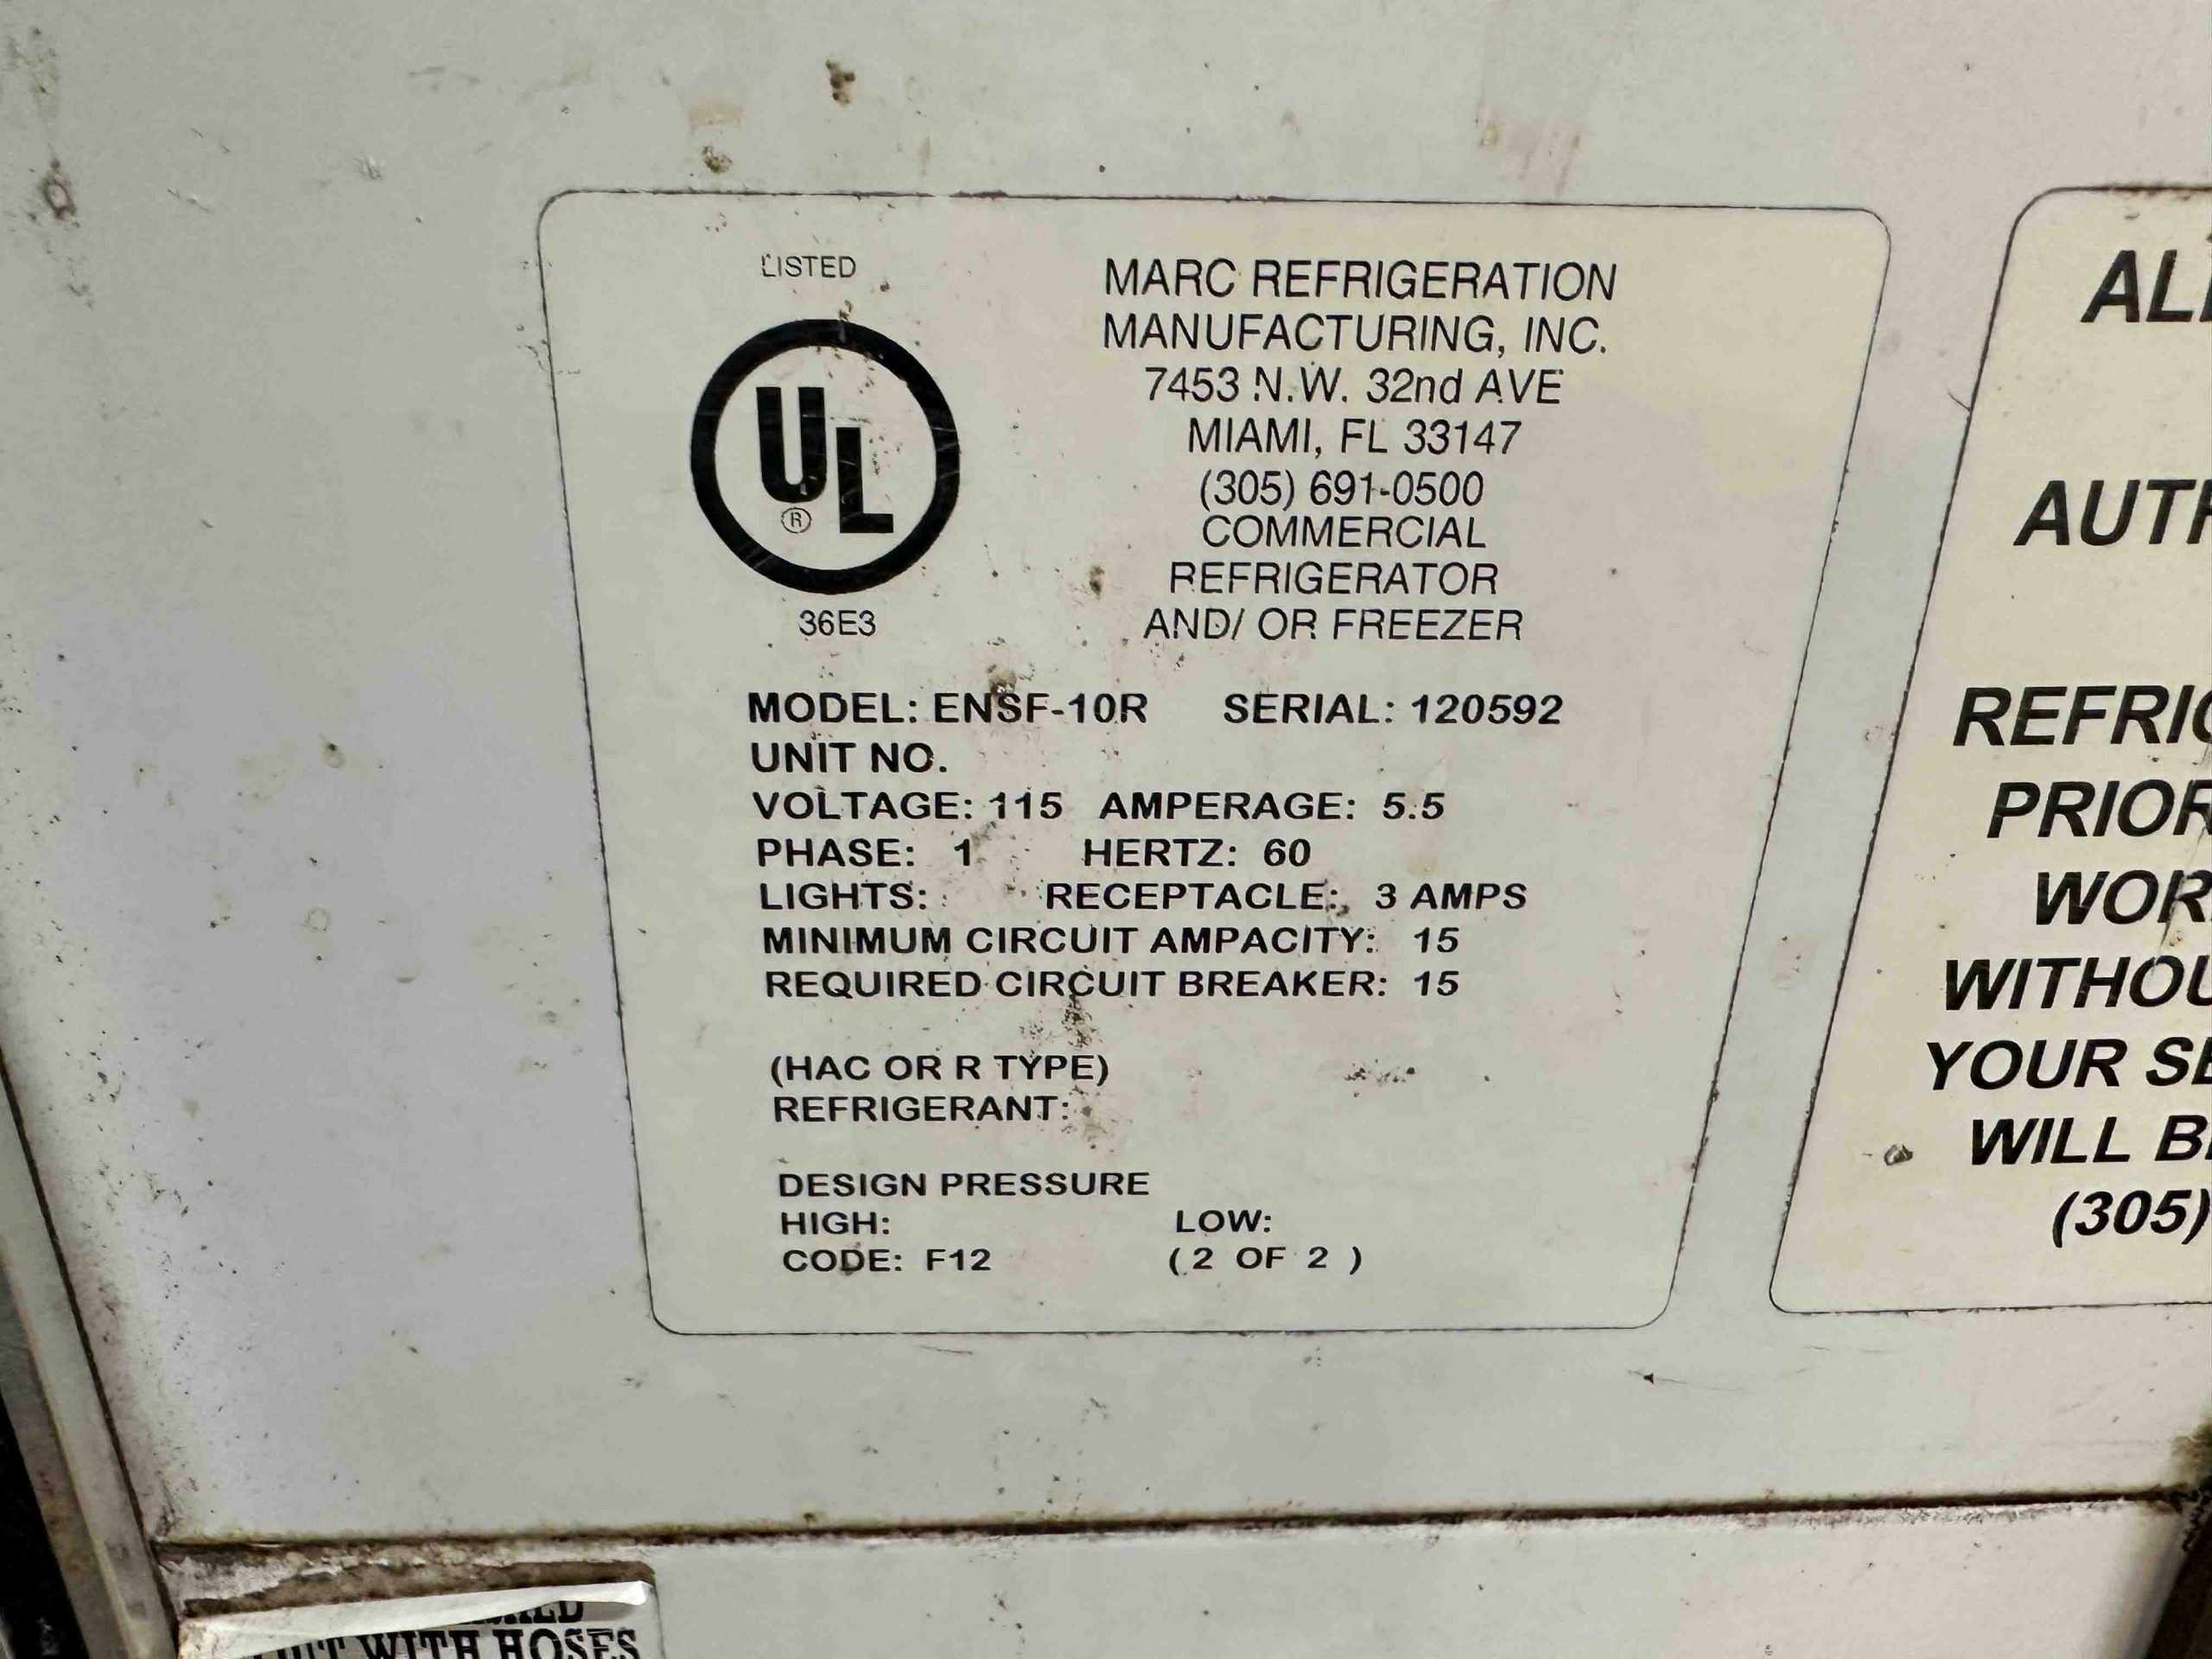 LISTED
UL
®
36E3
MARC REFRIGERATION
MANUFACTURING, INC.
7453 N.W. 32nd AVE
MIAMI, FL 33147
(305) 691-0500
COMMERCIAL
REFRIGERATOR
AND/ OR FREEZER
MODEL: ENSF-10R SERIAL: 120592
UNIT NO.
VOLTAGE: 115 AMPERAGE: 5.5
PHASE: 1 HERTZ: 60
LIGHTS: RECEPTACLE: 3 AMPS
MINIMUM CIRCUIT AMPACITY: 15
REQUIRED CIRCUIT BREAKER: 15
(HAC OR R TYPE)
REFRIGERANT:
DESIGN PRESSURE
HIGH: LOW:
CODE: F12 ( 2 OF 2 )
PRIOR
YOUR
WILL
(305)
WITH HOSES